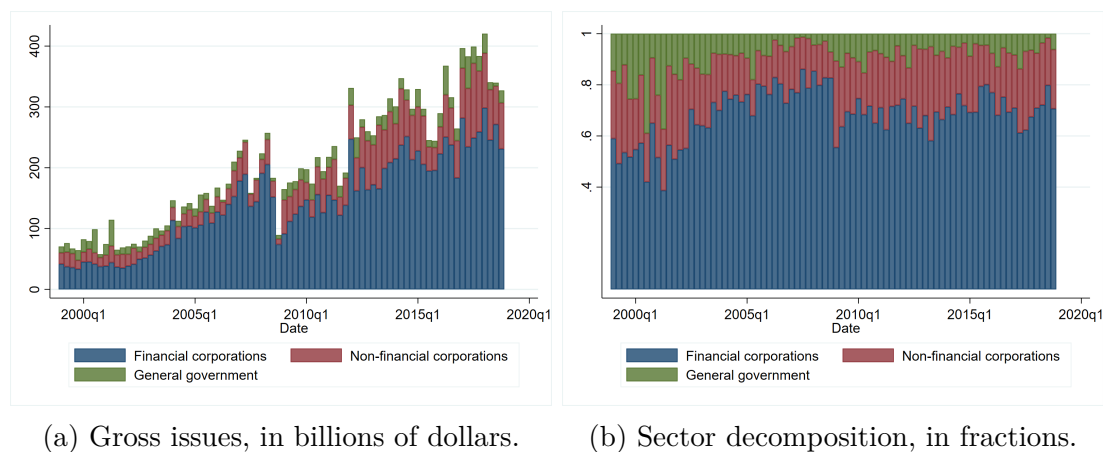 400
300
200
100
0
2000q1 2005q1 2010q1 2015q1 2020q1
Date
Financial corporations Non-financial corporations
General government
(a) Gross issues, in billions of dollars.
1
.8
.6
.4
2000q1 2005q1 2010q1 2015q1 2020q1
Date
Financial corporations Non-financial corporations
General government
(b) Sector decomposition, in fractions.